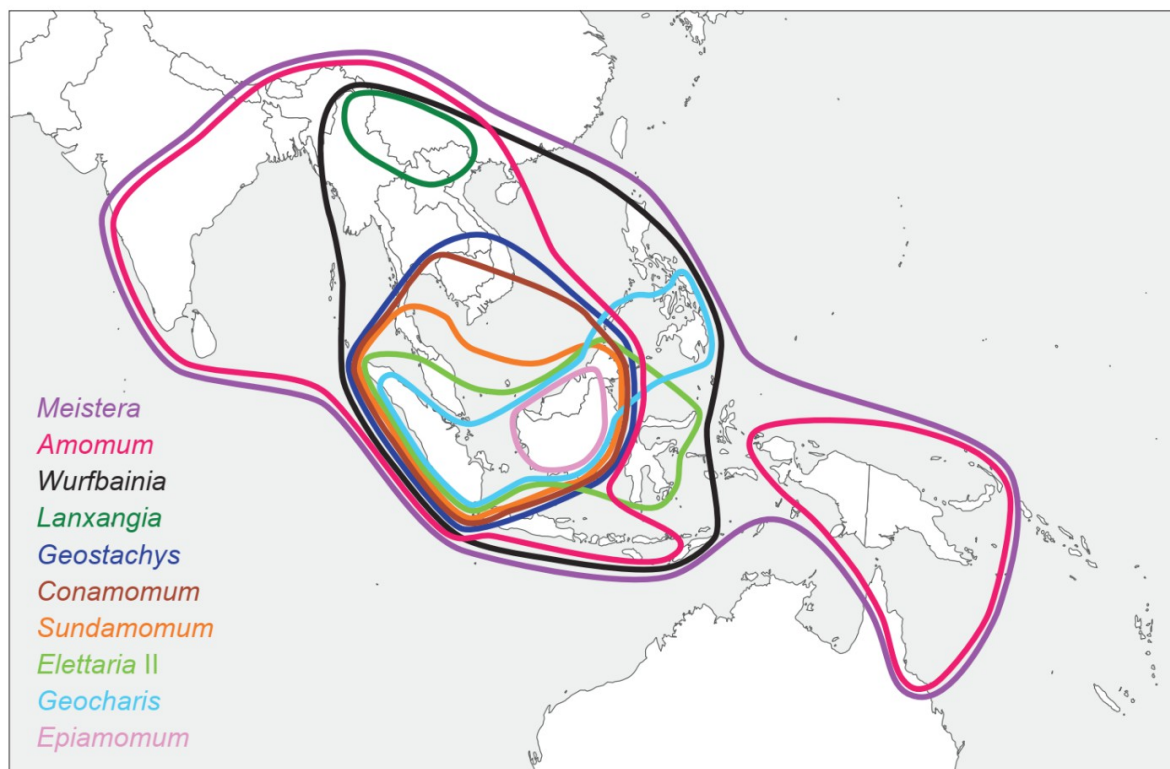 Meistera
Amomum
Wurfbainia
Lanxangia
Geostachys
Conamomum
Sundamomum
Elettaria II
Geocharis
Epiamomum